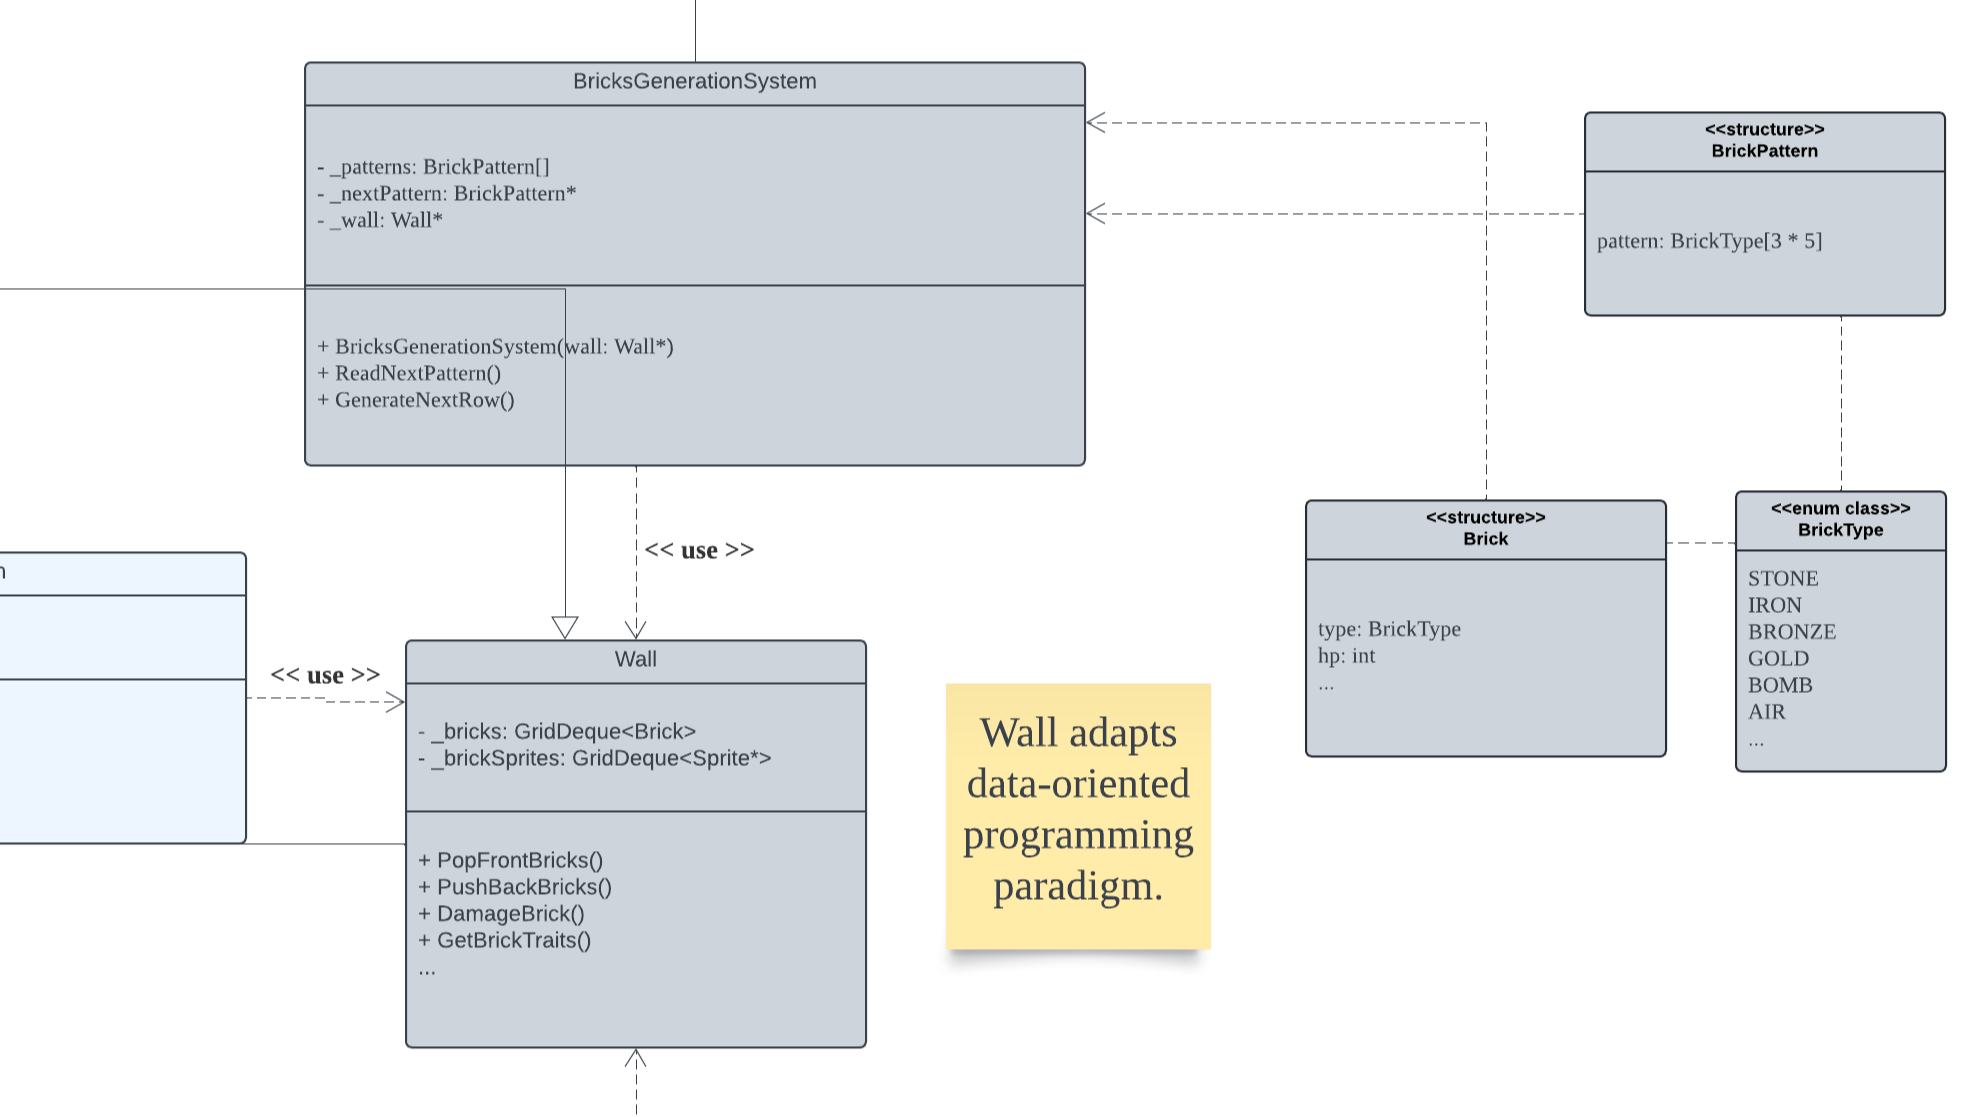 BricksGenerationSystem
- _patterns: BrickPattern[]
- _nextPattern: BrickPattern*
- _wall: Wall*
+ BricksGenerationSystem(wall: Wall*)
+ ReadNextPattern()
+ GenerateNextRow()
<<structure>>
BrickPattern
pattern: BrickType[3 * 5]
<< use >>
<<structure>>
Brick
type: BrickType
hp: int
...
<<enum class>>
BrickType
STONE
IRON
BRONZE
GOLD
BOMB
AIR
...
<< use >>
Wall
- _bricks: GridDeque<Brick>
- _brickSprites: GridDeque<Sprite*>
+ PopFrontBricks()
+ PushBackBricks()
+ DamageBrick()
+ GetBrickTraits()
...
Wall adapts
data-oriented
programming
paradigm.